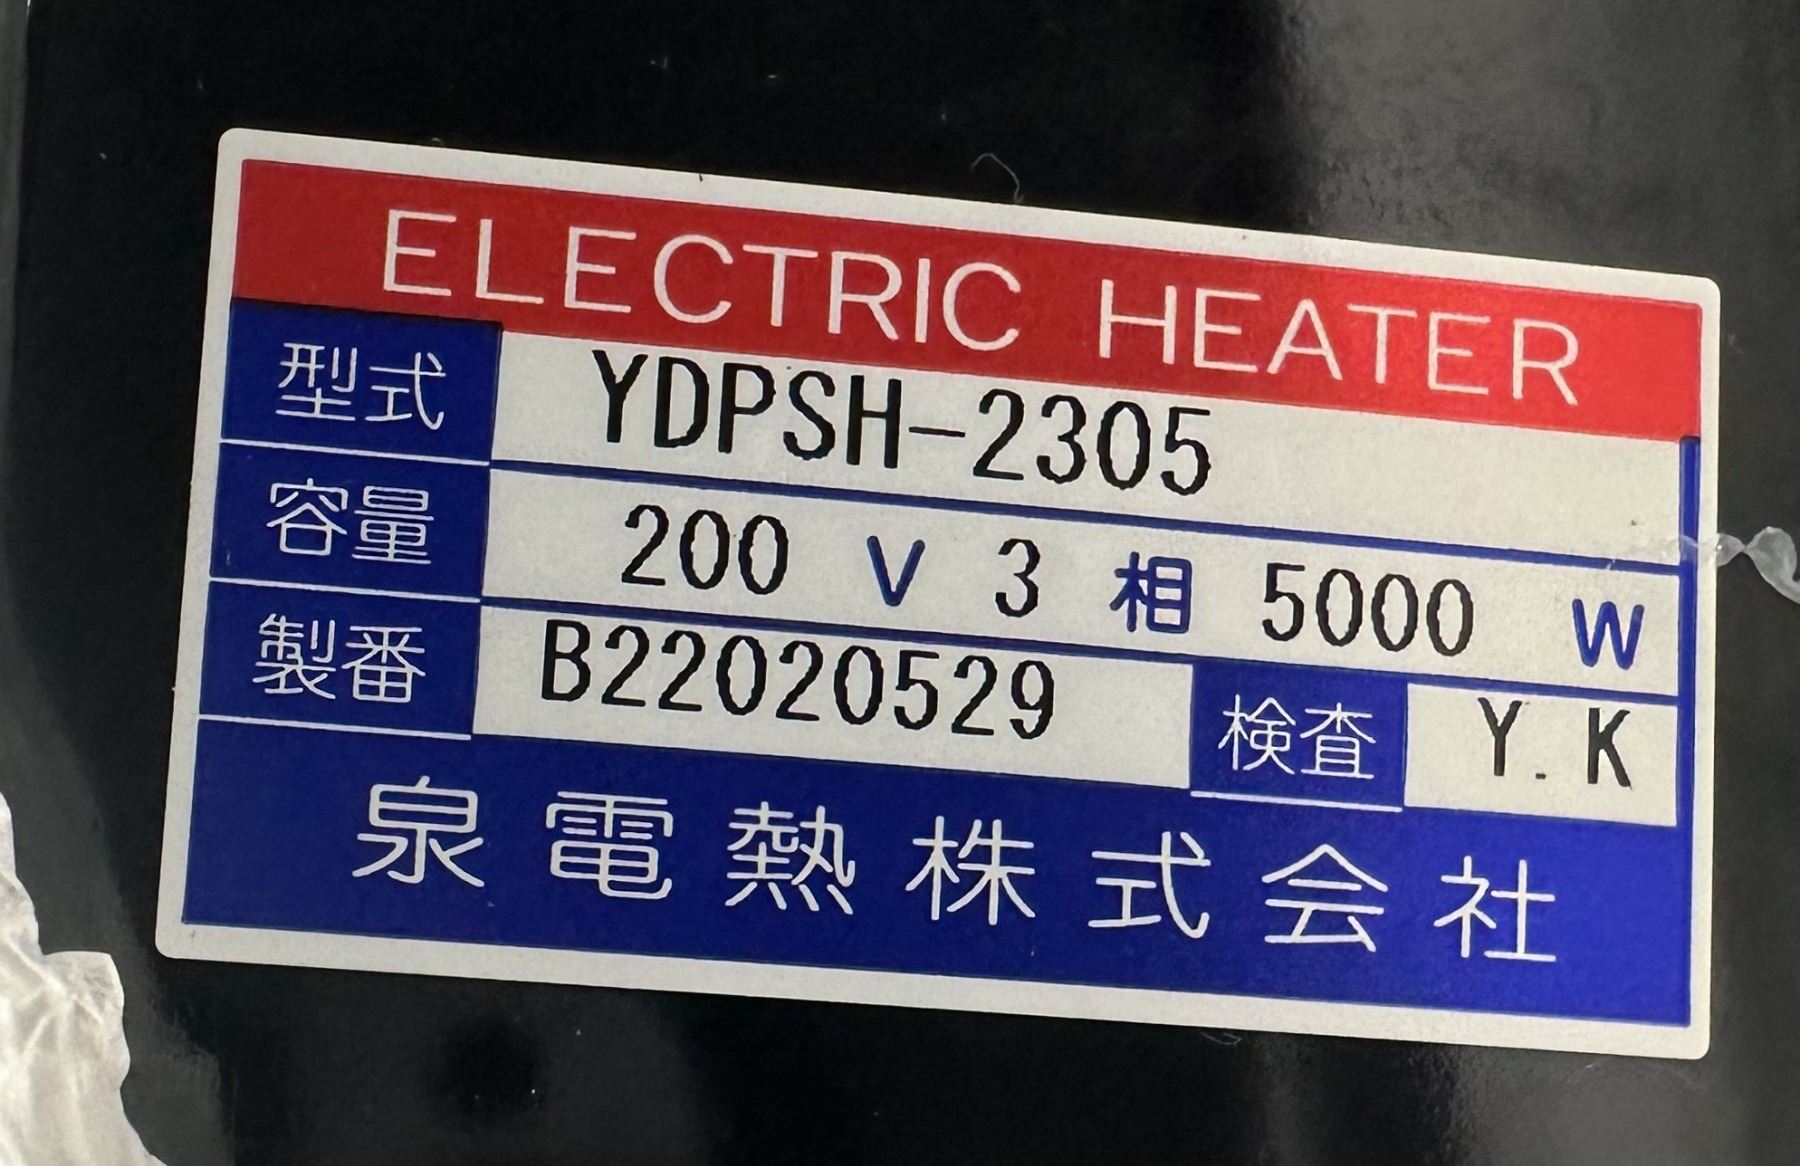 ELECTRIC HEATER
型式 YDPSH-2305
容量 200 V 3 相 5000 W
製番 B22020529 検査 Y.K
泉電熱株式会社